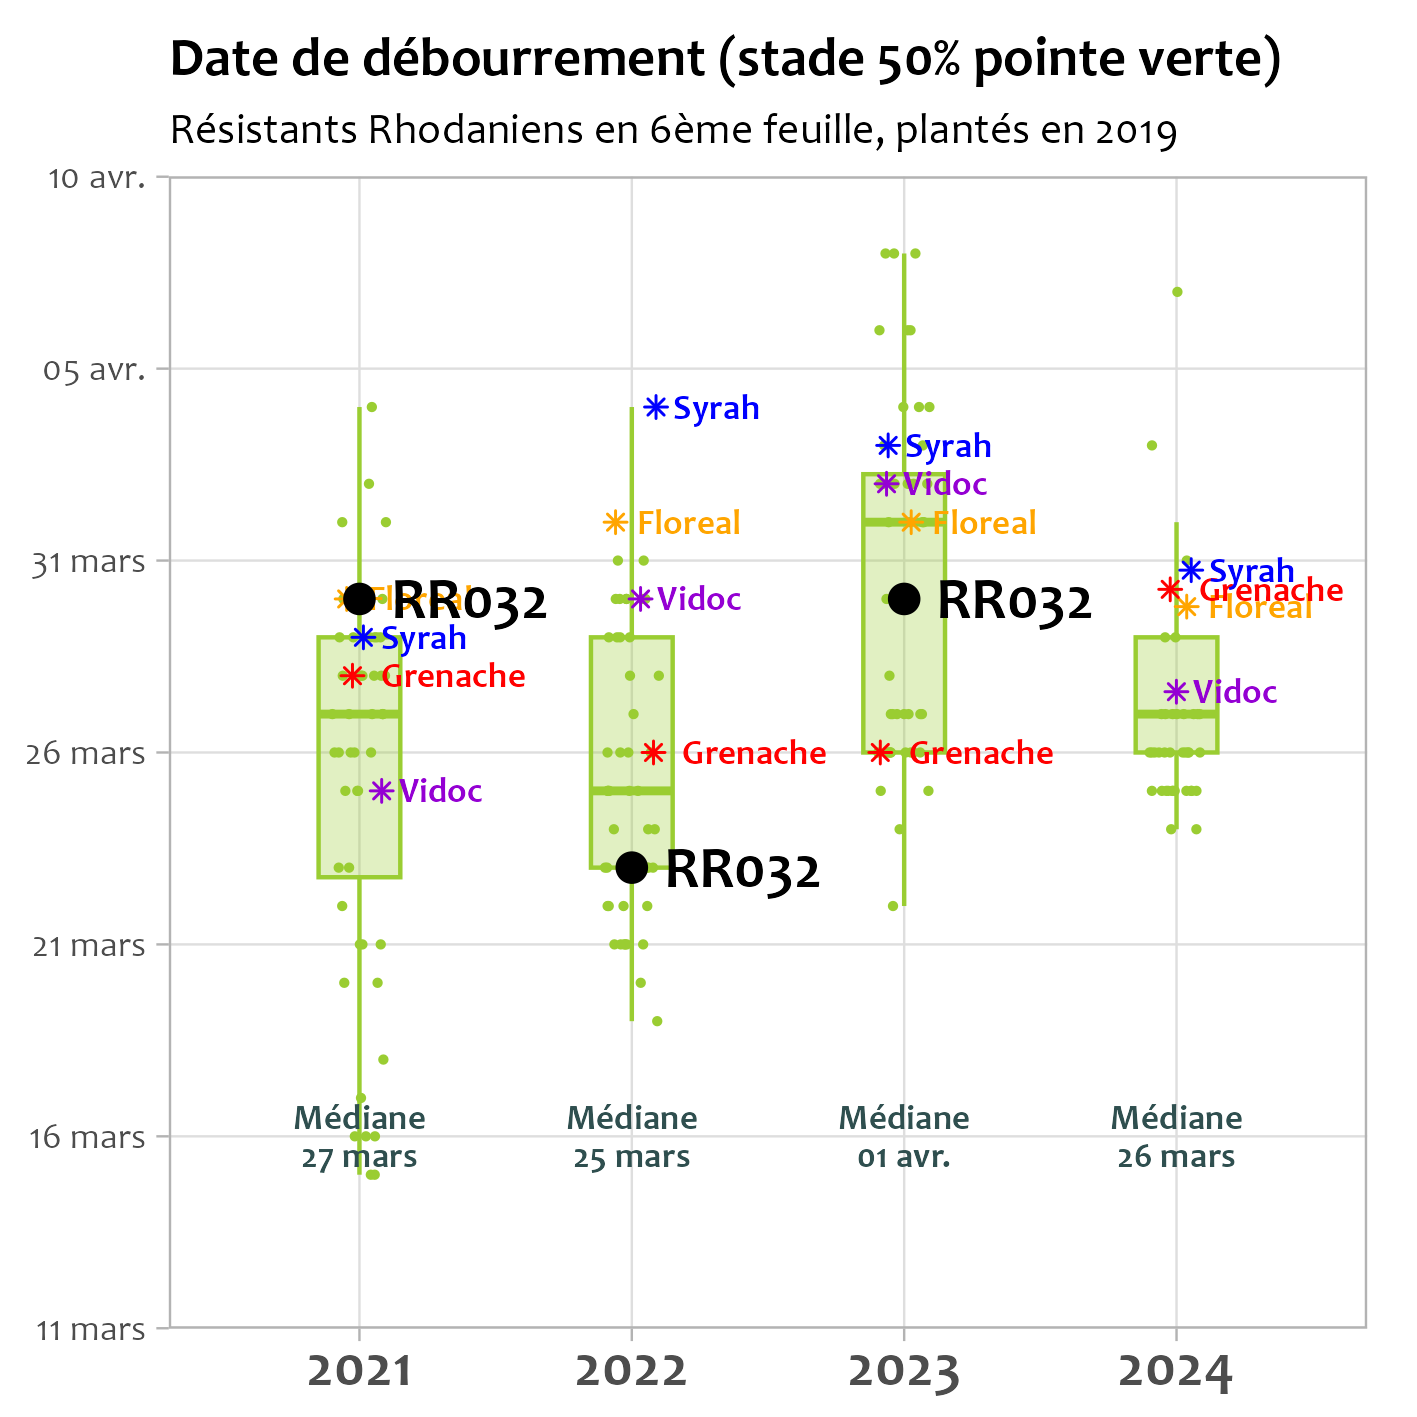 Date de débourrement (stade 50% pointe verte)
Résistants Rhodaniens en 6ème feuille, plantés en 2019
10 avr.
05 avr.
31 mars
26 mars
21 mars
16 mars
11 mars
Floreal
RR032
Syrah
Grenache
Vidoc
Médiane
27 mars
Syrah
Floreal
Vidoc
Grenache
RR032
Médiane
25 mars
Syrah
Vidoc
Floreal
RR032
Grenache
Médiane
01 avr.
Syrah
Grenache
Floreal
Vidoc
Médiane
26 mars
2021
2022
2023
2024